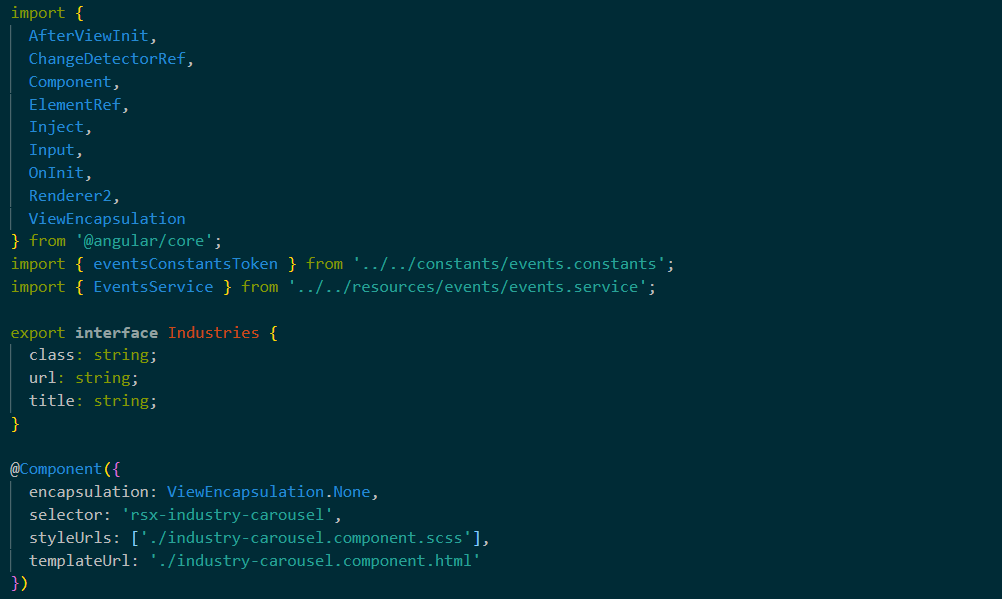 import {
  AfterViewInit,
  ChangeDetectorRef,
  Component,
  ElementRef,
  Inject,
  Input,
  OnInit,
  Renderer2,
  ViewEncapsulation
} from '@angular/core';
import { eventsConstantsToken } from '../../constants/events.constants';
import { EventsService } from '../../resources/events/events.service';

export interface Industries {
  class: string;
  url: string;
  title: string;
}

@Component({
  encapsulation: ViewEncapsulation.None,
  selector: 'rsx-industry-carousel',
  styleUrls: ['./industry-carousel.component.scss'],
  templateUrl: './industry-carousel.component.html'
})